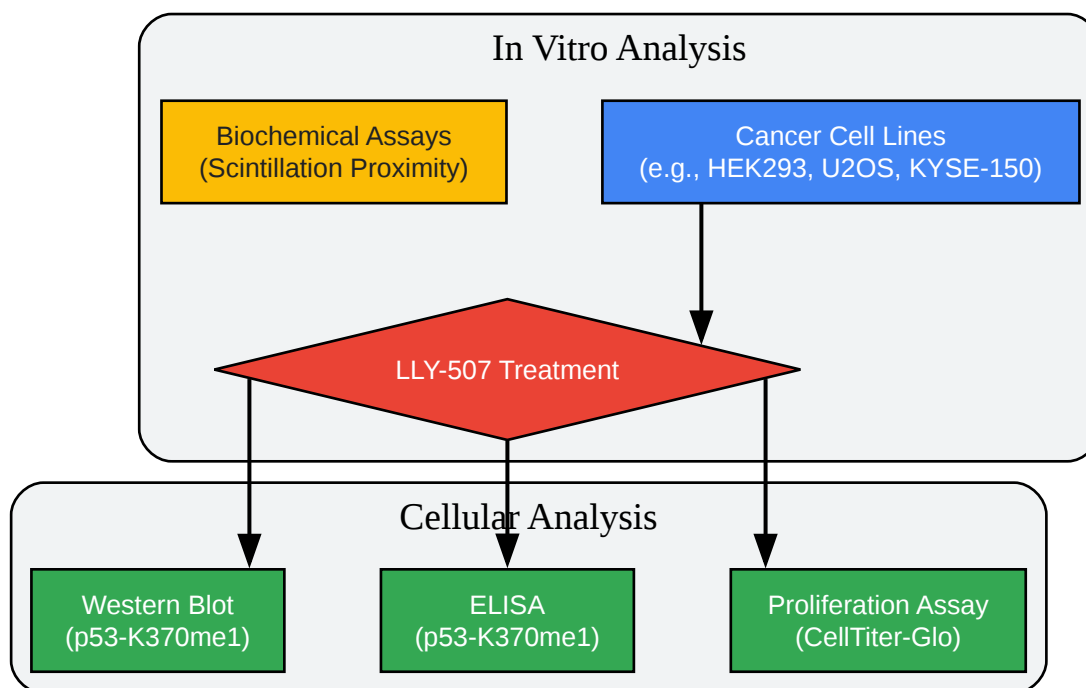 In Vitro Analysis
Biochemical Assays
(Scintillation Proximity)
Cancer Cell Lines
(e.g., HEK293, U2OS, KYSE-150)
LLY-507 Treatment
Cellular Analysis
Western Blot
(p53-K370me1)
ELISA
(p53-K370me1)
Proliferation Assay
(CellTiter-Glo)